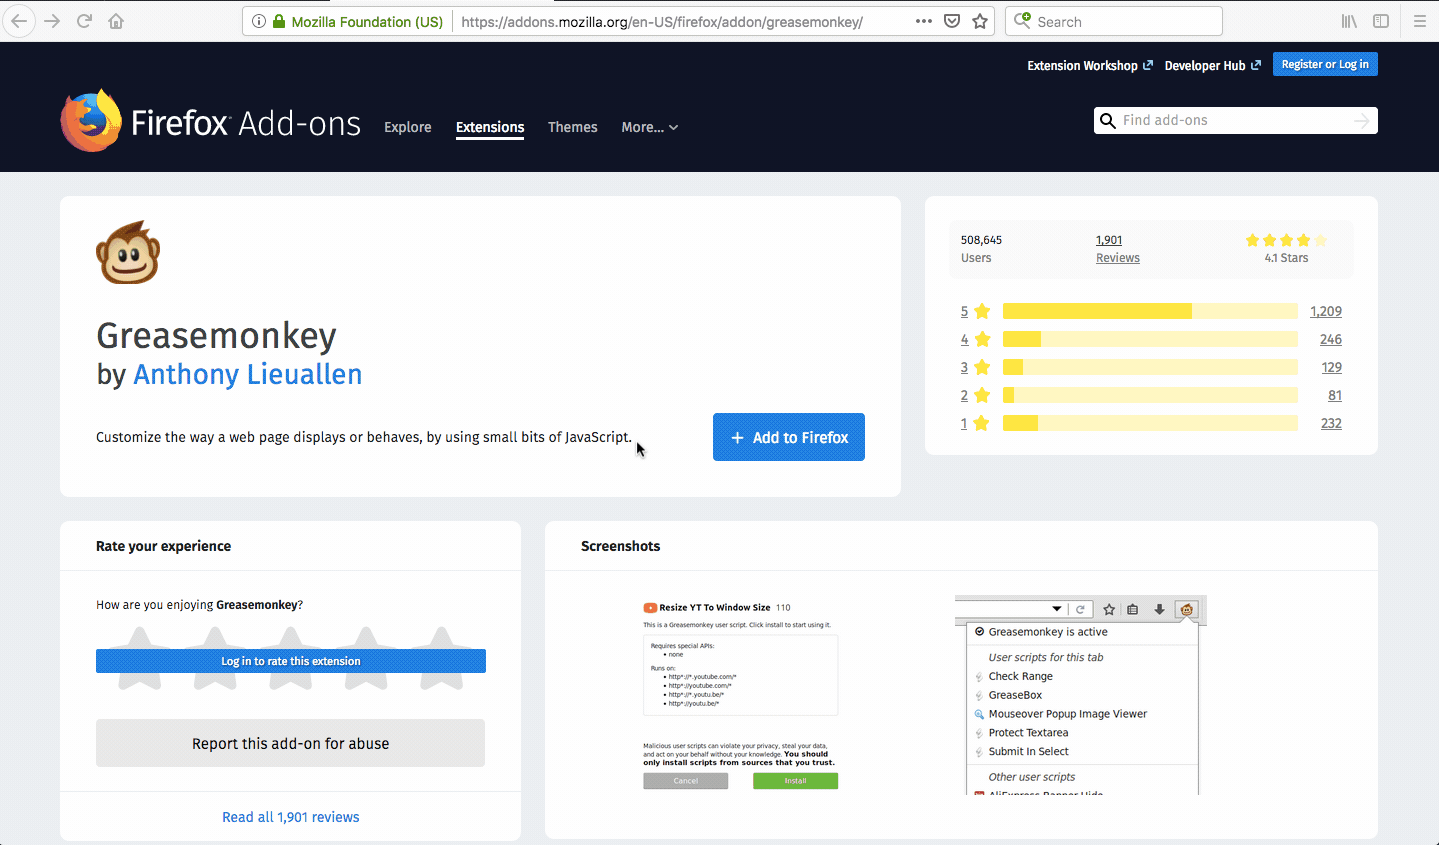 Mozilla Foundation (US)
https://addons.mozilla.org/en-US/firefox/addon/greasemonkey/
Search
Extension Workshop
Developer Hub
Register or Log in
Firefox Add-ons
Explore
Extensions
Themes
More...
Find add-ons
Greasemonkey
by Anthony Lieuallen
Customize the way a web page displays or behaves, by using small bits of JavaScript.
+ Add to Firefox
508,645
Users
1,901
Reviews
4.1 Stars
5 1,209
4 246
3 129
2 81
1 232
Rate your experience
How are you enjoying Greasemonkey?
Log in to rate this extension
Report this add-on for abuse
Read all 1,901 reviews
Screenshots
Resize YT To Window Size 110
This is a Greasemonkey user script. Click install to start using it.
Requires special APIs:
• none
Runs on:
• http*://*.youtube.com/*
• http*://youtube.com/*
• http*://*.youtu.be/*
• http*://youtu.be/*
Malicious user scripts can violate your privacy, steal your data,
and act on your behalf without your knowledge. You should
only install scripts from sources that you trust.
Cancel
Install
Greasemonkey is active
User scripts for this tab
Check Range
GreaseBox
Mouseover Popup Image Viewer
Protect Textarea
Submit In Select
Other user scripts
AliExpress Banner Hide